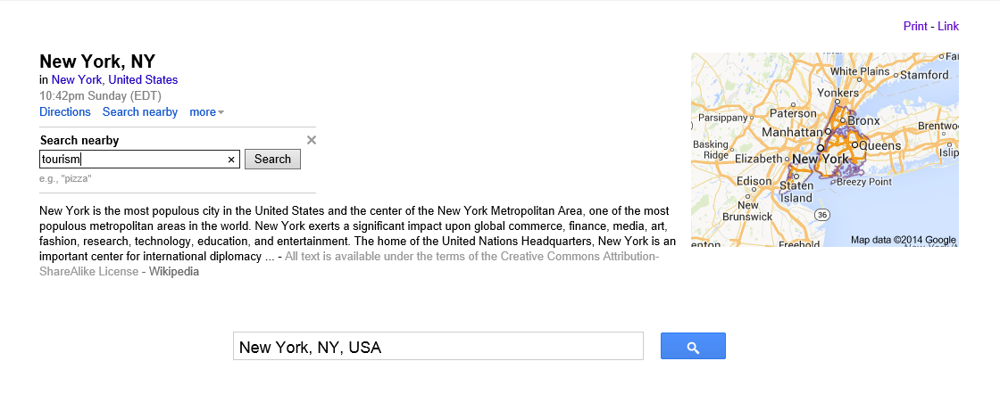 Print - Link
New York, NY
in New York, United States
10:42pm Sunday (EDT)
Directions Search nearby more
Search nearby ×
tourism × Search
e.g., "pizza"
New York is the most populous city in the United States and the center of the New York Metropolitan Area, one of the most
populous metropolitan areas in the world. New York exerts a significant impact upon global commerce, finance, media, art,
fashion, research, technology, education, and entertainment. The home of the United Nations Headquarters, New York is an
important center for international diplomacy ... - All text is available under the terms of the Creative Commons Attribution-
ShareAlike License - Wikipedia
Fai
White Plains
Stamford
Yonkers
Paterson
Parsippany
Bronx
Manhattan
Brentwo
Basking
Ridge
Queens
Islip
Elizabeth
New York
Edison
Staten
Island
Breezy Point
New
Brunswick
36
enton
Freehold
Map data ©2014 Google
New York, NY, USA